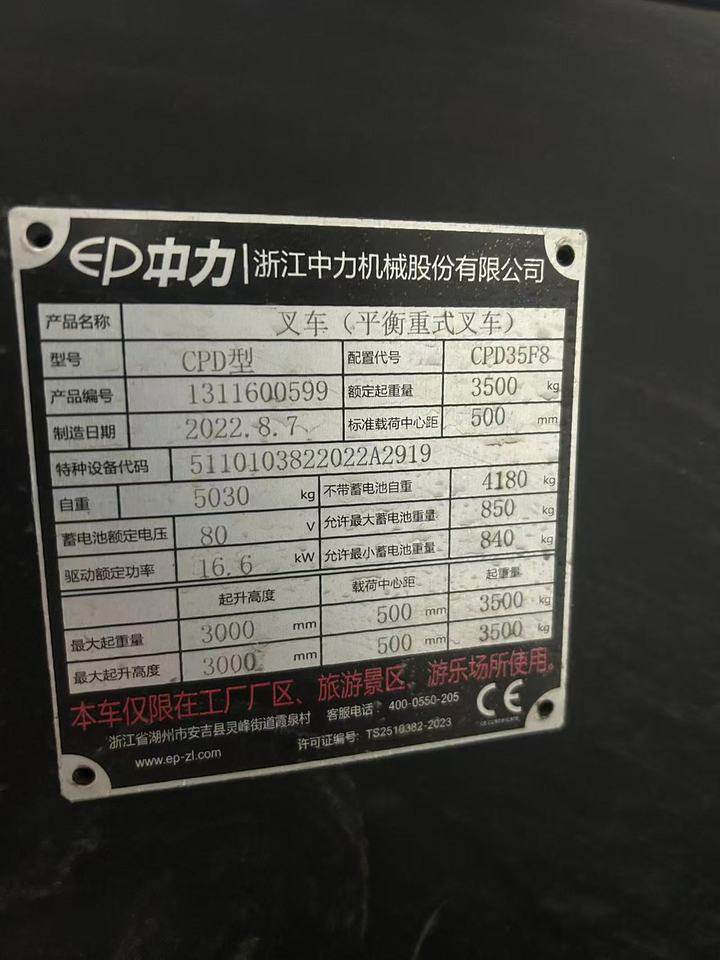 EP中力 | 浙江中力机械股份有限公司
产品名称 叉车（平衡重式叉车）
型号 CPD型 配置代号 CPD35F8
产品编号 1311600599 额定起重量 3500 kg
制造日期 2022.8.7 标准载荷中心距 500 mm
特种设备代码 5110103822022A2919
自重 5030 kg 不带蓄电池自重 4180 kg
蓄电池额定电压 80 V 允许最大蓄电池重量 850 kg
驱动额定功率 16.6 kW 允许最小蓄电池重量 840 kg
起升高度 载荷中心距 起重量
最大起重量 3000 mm 500 mm 3500 kg
最大起升高度 3000 mm 500 mm 3500 kg
本车仅限在工厂厂区、旅游景区、游乐场所使用。
浙江省湖州市安吉县灵峰街道霞泉村 客服电话：400-0550-205 CE
www.ep-zl.com 许可证编号：TS2510382-2023